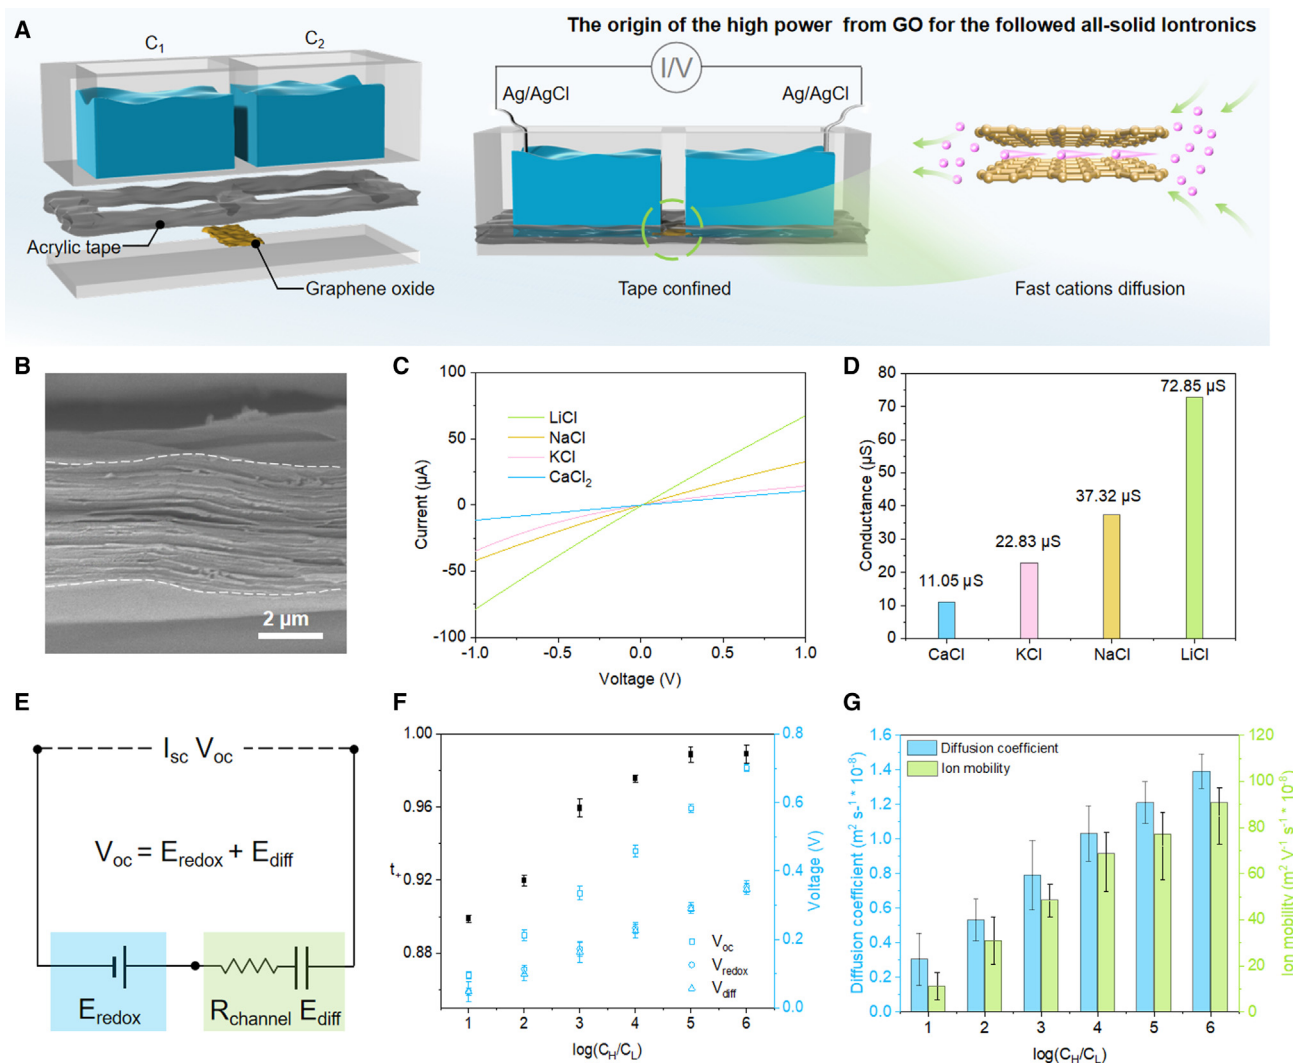 A
The origin of the high power from GO for the followed all-solid Iontronics
C1
C2
Acrylic tape
Graphene oxide
I/V
Ag/AgCl
Ag/AgCl
Tape confined
Fast cations diffusion
B
2 μm
C
100
50
0
-50
-100
Current (μA)
LiCl
NaCl
KCl
CaCl2
-1.0
-0.5
0.0
0.5
1.0
Voltage (V)
D
80
70
60
50
40
30
20
10
0
Conductance (μS)
11.05 μS
22.83 μS
37.32 μS
72.85 μS
CaCl
KCl
NaCl
LiCl
E
Isc Voc
Voc = Eredox + Ediff
Eredox
Rchannel Ediff
F
1.00
0.96
0.92
0.88
t+
0.8
0.6
0.4
0.2
0.0
Voltage (V)
Voc
Vredox
Vdiff
1
2
3
4
5
6
log(CH/CL)
G
1.6
1.4
1.2
1.0
0.8
0.6
0.4
0.2
0.0
Diffusion coefficient (m2 s-1 * 10-8)
Diffusion coefficient
Ion mobility
120
100
80
60
40
20
0
Ion mobility (m2 V-1 s-1 * 10-8)
1
2
3
4
5
6
log(CH/CL)